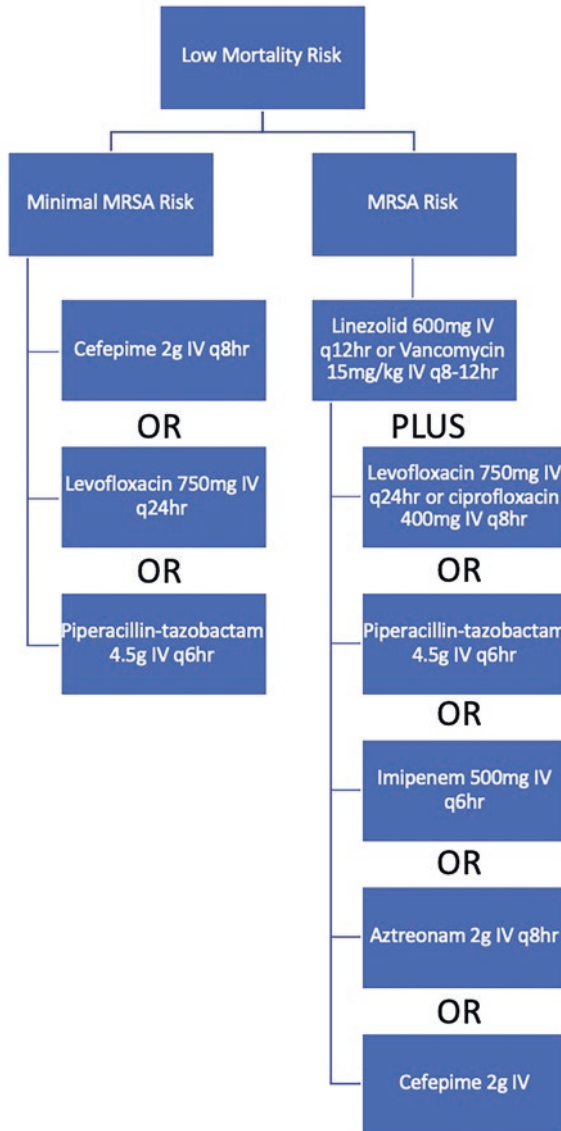 Low Mortality Risk
Minimal MRSA Risk
Cefepime 2g IV q8hr
OR
Levofloxacin 750mg IV
q24hr
OR
Piperacillin-tazobactam
4.5g IV q6hr
MRSA Risk
Linezolid 600mg IV
q12hr or Vancomycin
15mg/kg IV q8-12hr
PLUS
Levofloxacin 750mg IV
q24hr or ciprofloxacin
400mg IV q8hr
OR
Piperacillin-tazobactam
4.5g IV q6hr
OR
Imipenem 500mg IV
q6hr
OR
Aztreonam 2g IV q8hr
OR
Cefepime 2g IV